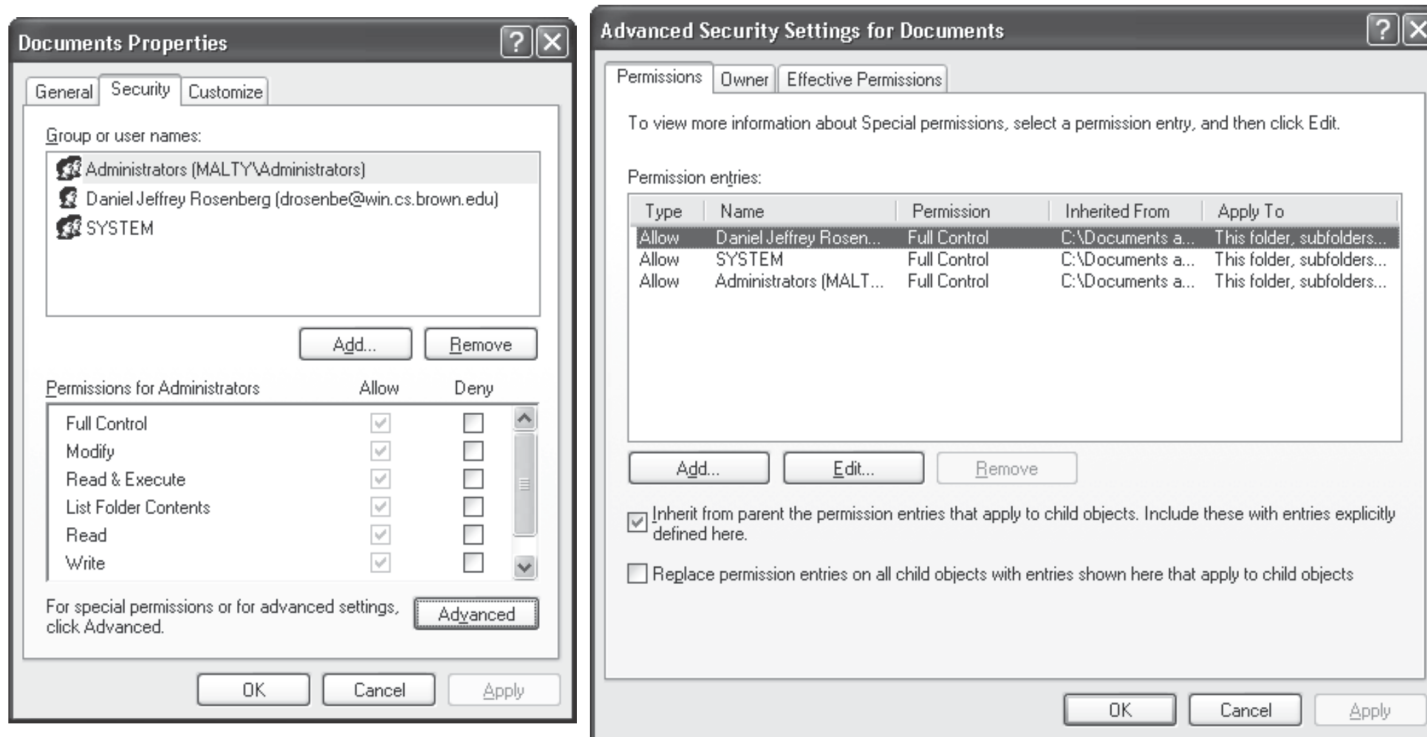 Documents Properties
General Security Customize
Group or user names:
Administrators (MALTY\Administrators)
Daniel Jeffrey Rosenberg (drosenbe@win.cs.brown.edu)
SYSTEM
Add... Remove
Permissions for Administrators Allow Deny
Full Control
Modify
Read & Execute
List Folder Contents
Read
Write
For special permissions or for advanced settings,
click Advanced.
Advanced
OK Cancel Apply
Advanced Security Settings for Documents
Permissions Owner Effective Permissions
To view more information about Special permissions, select a permission entry, and then click Edit.
Permission entries:
Type Name Permission Inherited From Apply To
Allow Daniel Jeffrey Rosen... Full Control C:\Documents a... This folder, subfolders...
Allow SYSTEM Full Control C:\Documents a... This folder, subfolders...
Allow Administrators (MALT... Full Control C:\Documents a... This folder, subfolders...
Add... Edit... Remove
Inherit from parent the permission entries that apply to child objects. Include these with entries explicitly
defined here.
Replace permission entries on all child objects with entries shown here that apply to child objects
OK Cancel Apply